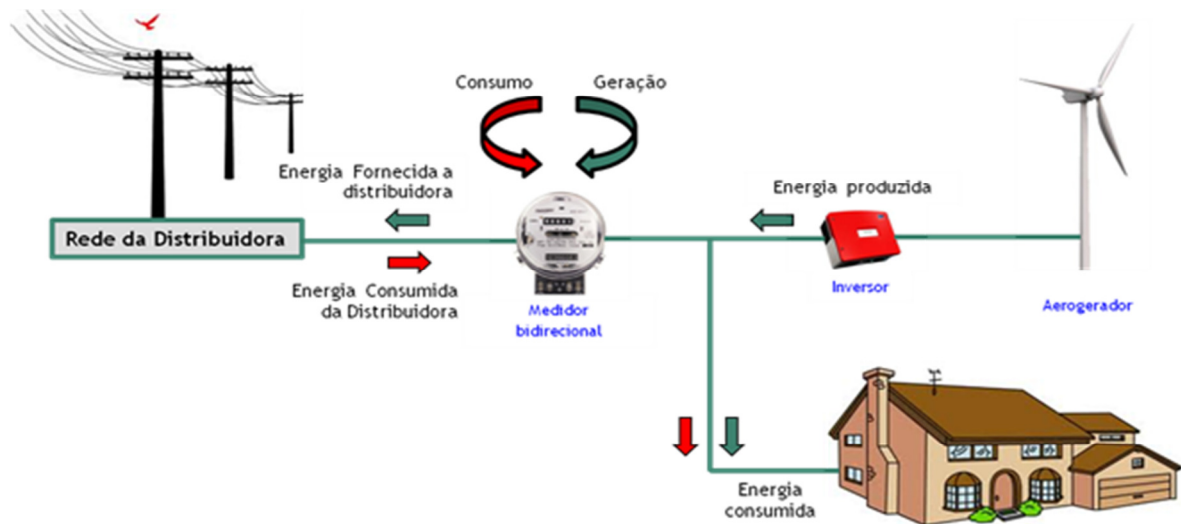 Consumo
Geração
Energia Fornecida a
distribuidora
Energia produzida
Rede da Distribuidora
Energia Consumida
da Distribuidora
Medidor
bidirecional
Inversor
Aerogerador
Energia
consumida